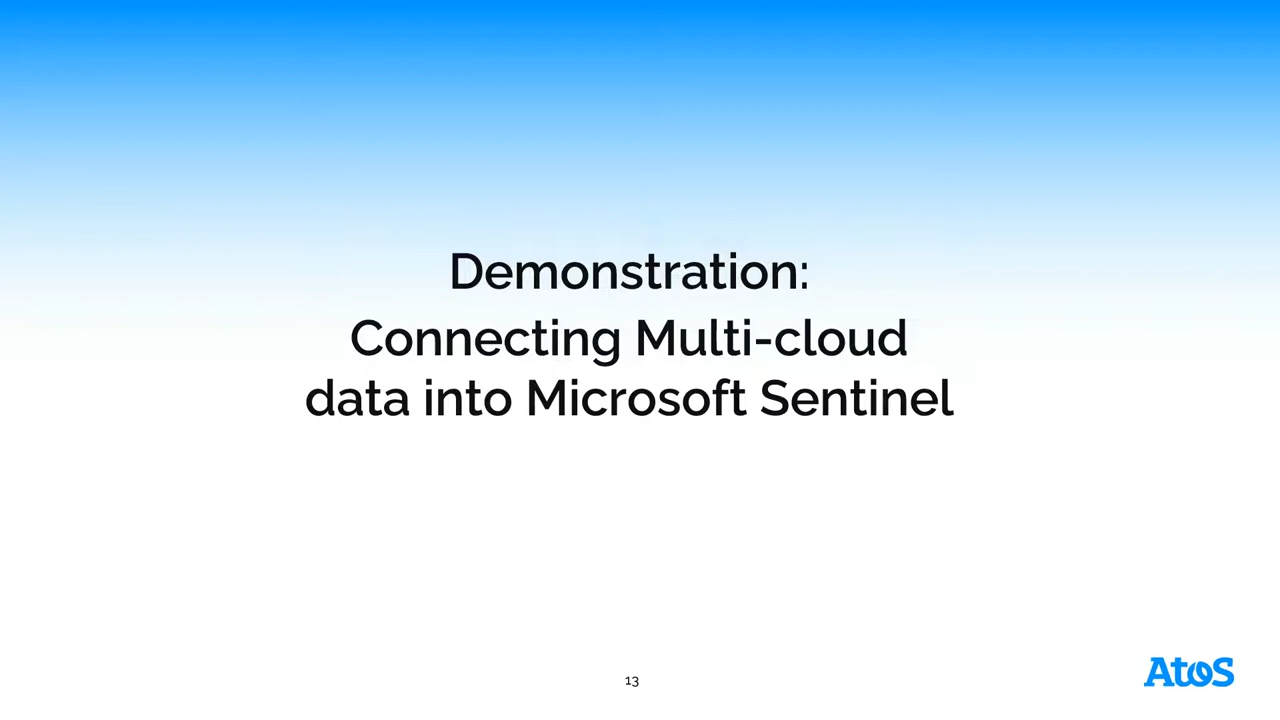 Demonstration:
Connecting Multi-cloud
data into Microsoft Sentinel
13
Atos